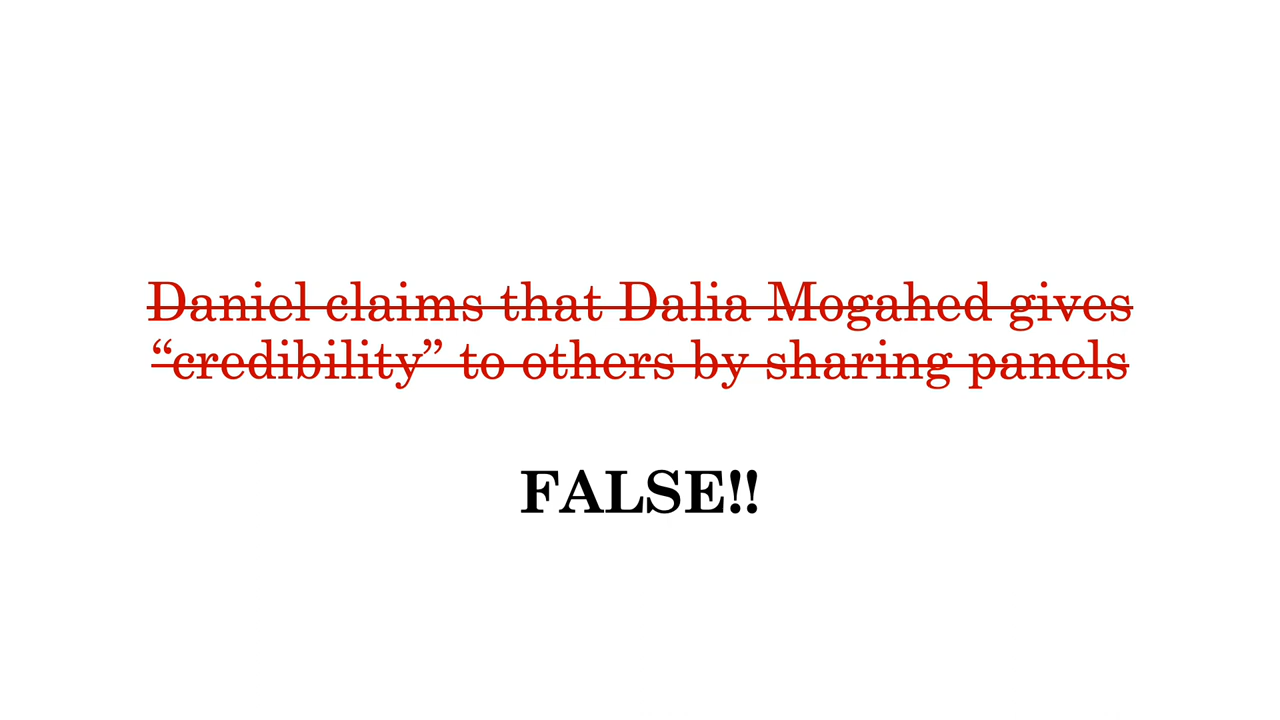 Daniel claims that Dalia Mogahed gives
“credibility” to others by sharing panels
FALSE!!